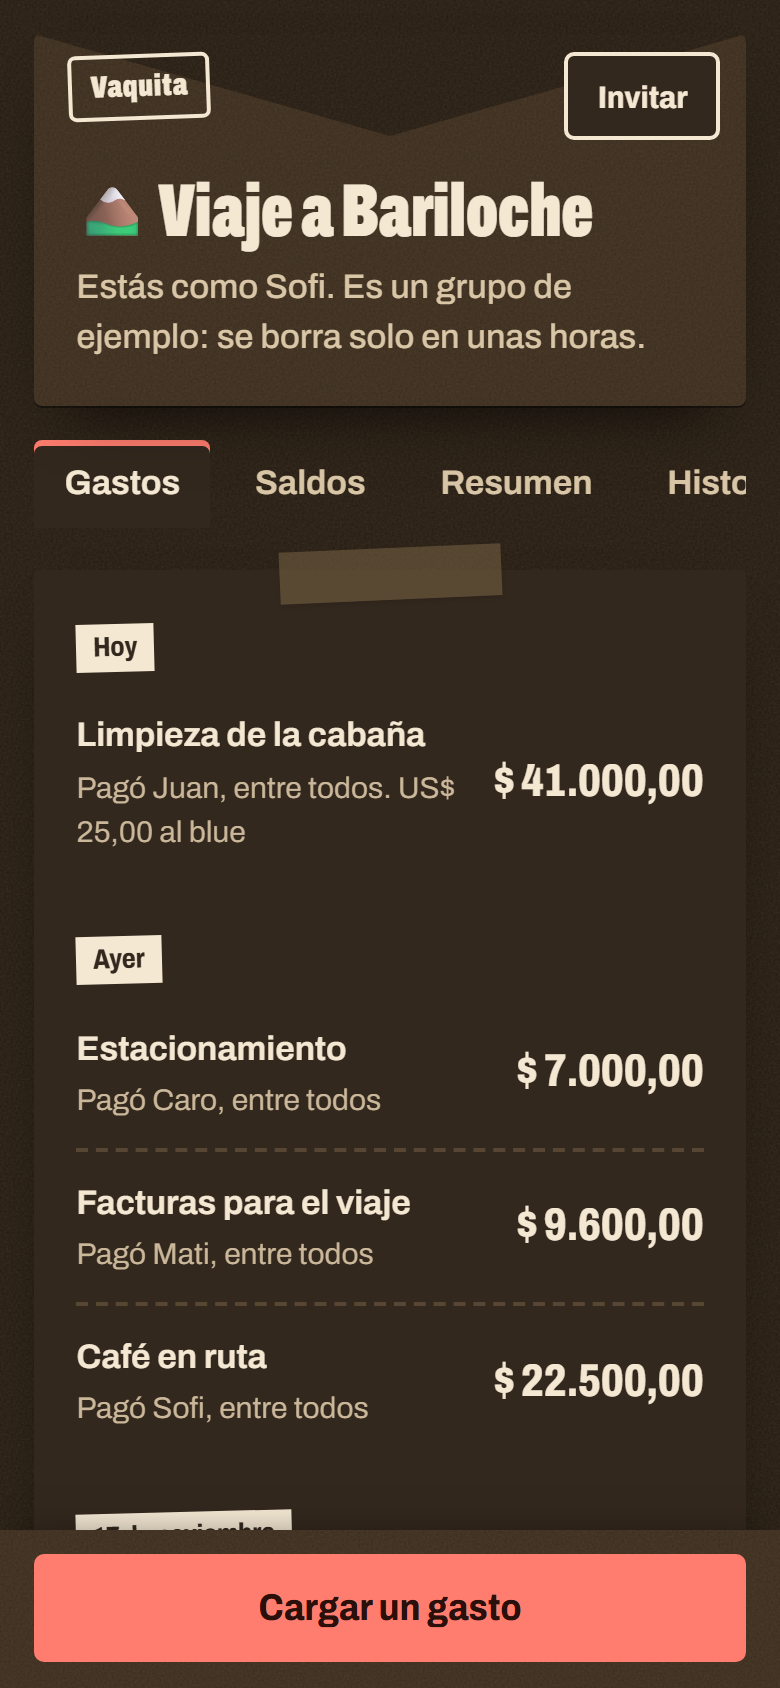 Vaquita
Invitar
Viaje a Bariloche
Estás como Sofi. Es un grupo de
ejemplo: se borra solo en unas horas.
Gastos
Saldos
Resumen
Histo
Hoy
Limpieza de la cabaña
Pagó Juan, entre todos. US$
25,00 al blue
$ 41.000,00
Ayer
Estacionamiento
Pagó Caro, entre todos
$ 7.000,00
Facturas para el viaje
Pagó Mati, entre todos
$ 9.600,00
Café en ruta
Pagó Sofi, entre todos
$ 22.500,00
Cargar un gasto